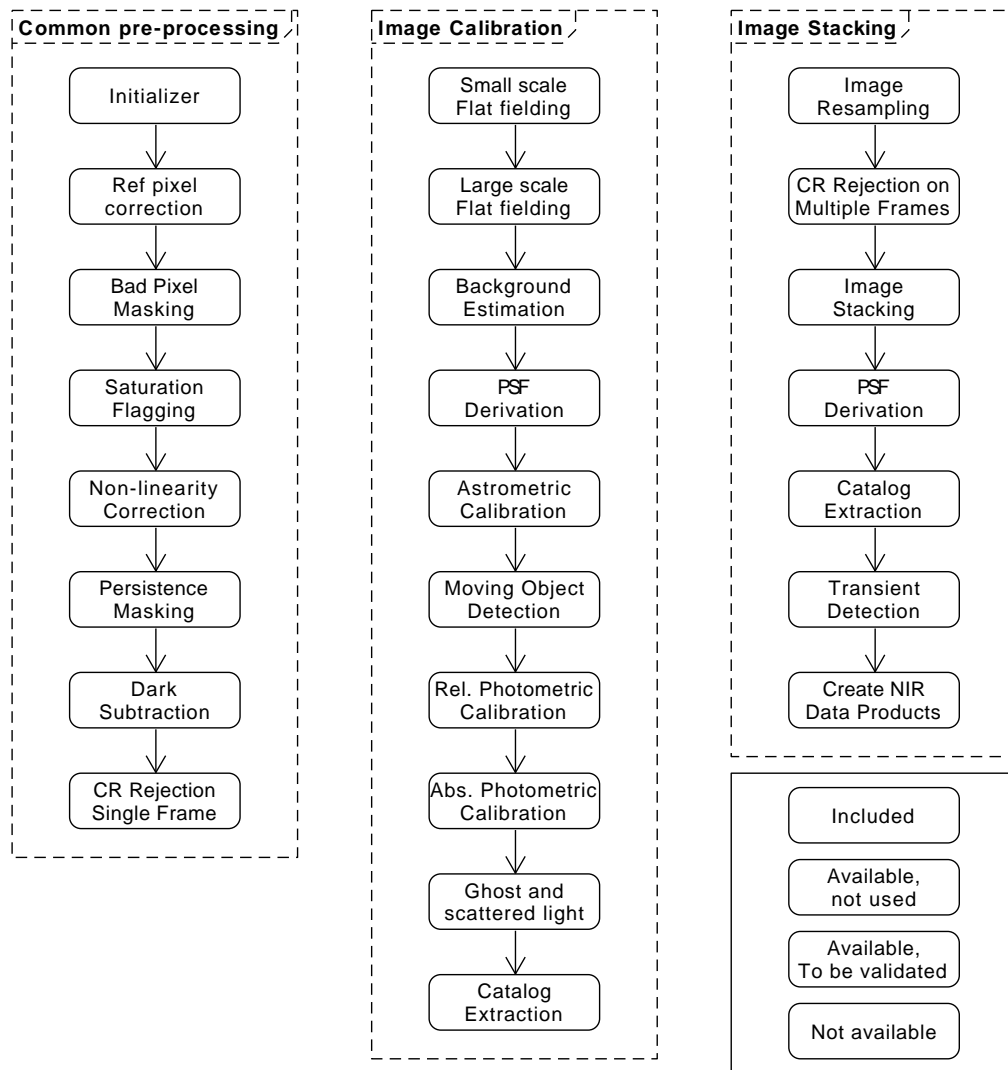 Common pre-processing
Initializer
Ref pixel
correction
Bad Pixel
Masking
Saturation
Flagging
Non-linearity
Correction
Persistence
Masking
Dark
Subtraction
CR Rejection
Single Frame
Image Calibration
Small scale
Flat fielding
Large scale
Flat fielding
Background
Estimation
PSF
Derivation
Astrometric
Calibration
Moving Object
Detection
Rel. Photometric
Calibration
Abs. Photometric
Calibration
Ghost and
scattered light
Catalog
Extraction
Image Stacking
Image
Resampling
CR Rejection on
Multiple Frames
Image
Stacking
PSF
Derivation
Catalog
Extraction
Transient
Detection
Create NIR
Data Products
Included
Available,
not used
Available,
To be validated
Not available